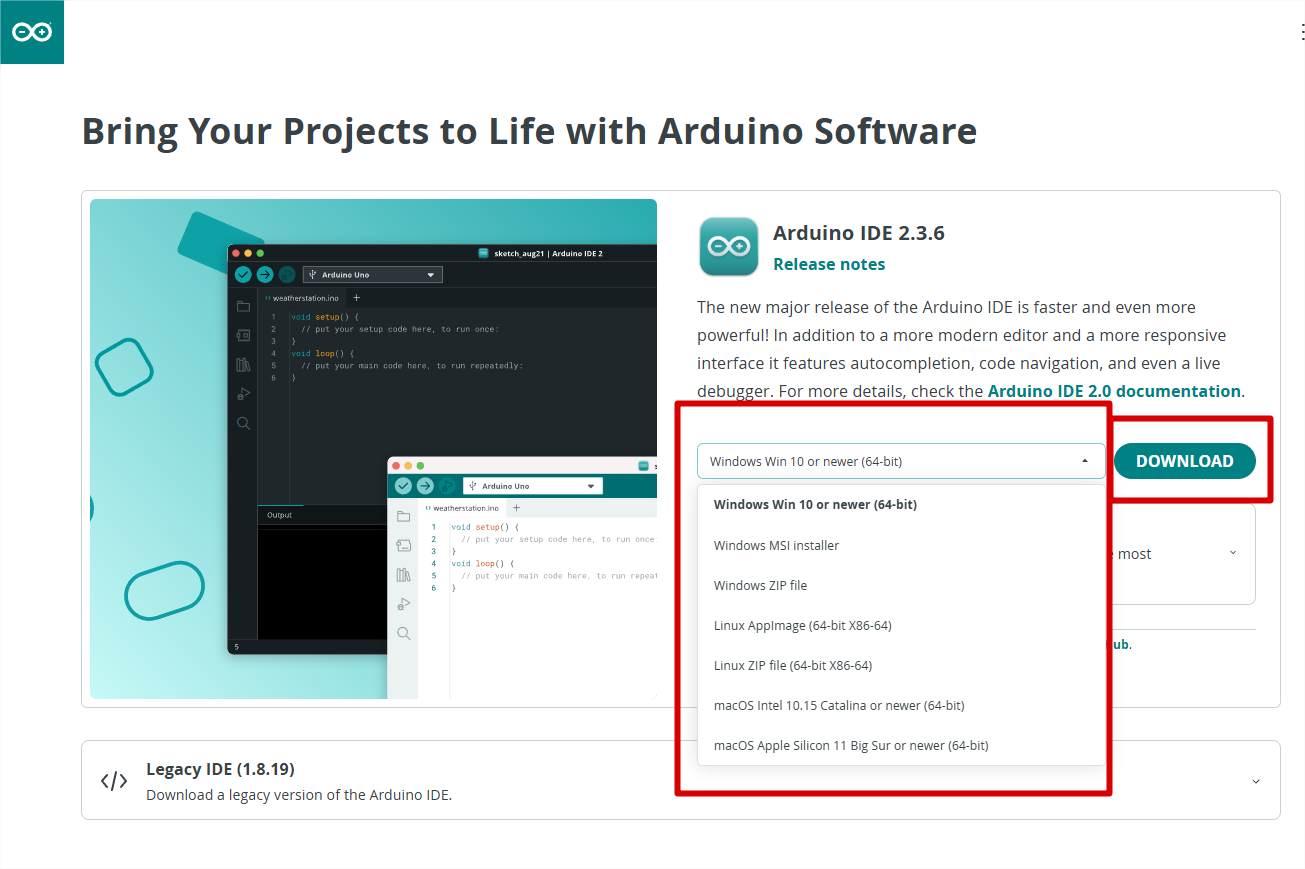 Bring Your Projects to Life with Arduino Software
sketch_aug21 | Arduino IDE 2
Arduino Uno
weatherstation.ino
1 void setup() {
2 // put your setup code here, to run once:
3 }
4 void loop() {
5 // put your main code here, to run repeatedly:
6 }
Output
5
Arduino Uno
weatherstation.ino
1 void setup() {
2 // put your setup code here, to run once:
3 }
4 void loop() {
5 // put your main code here, to run repeat
6 }
Arduino IDE 2.3.6
Release notes
The new major release of the Arduino IDE is faster and even more
powerful! In addition to a more modern editor and a more responsive
interface it features autocompletion, code navigation, and even a live
debugger. For more details, check the Arduino IDE 2.0 documentation.
Windows Win 10 or newer (64-bit)
DOWNLOAD
Windows Win 10 or newer (64-bit)
Windows MSI installer
Windows ZIP file
Linux AppImage (64-bit X86-64)
Linux ZIP file (64-bit X86-64)
macOS Intel 10.15 Catalina or newer (64-bit)
macOS Apple Silicon 11 Big Sur or newer (64-bit)
most
Legacy IDE (1.8.19)
Download a legacy version of the Arduino IDE.